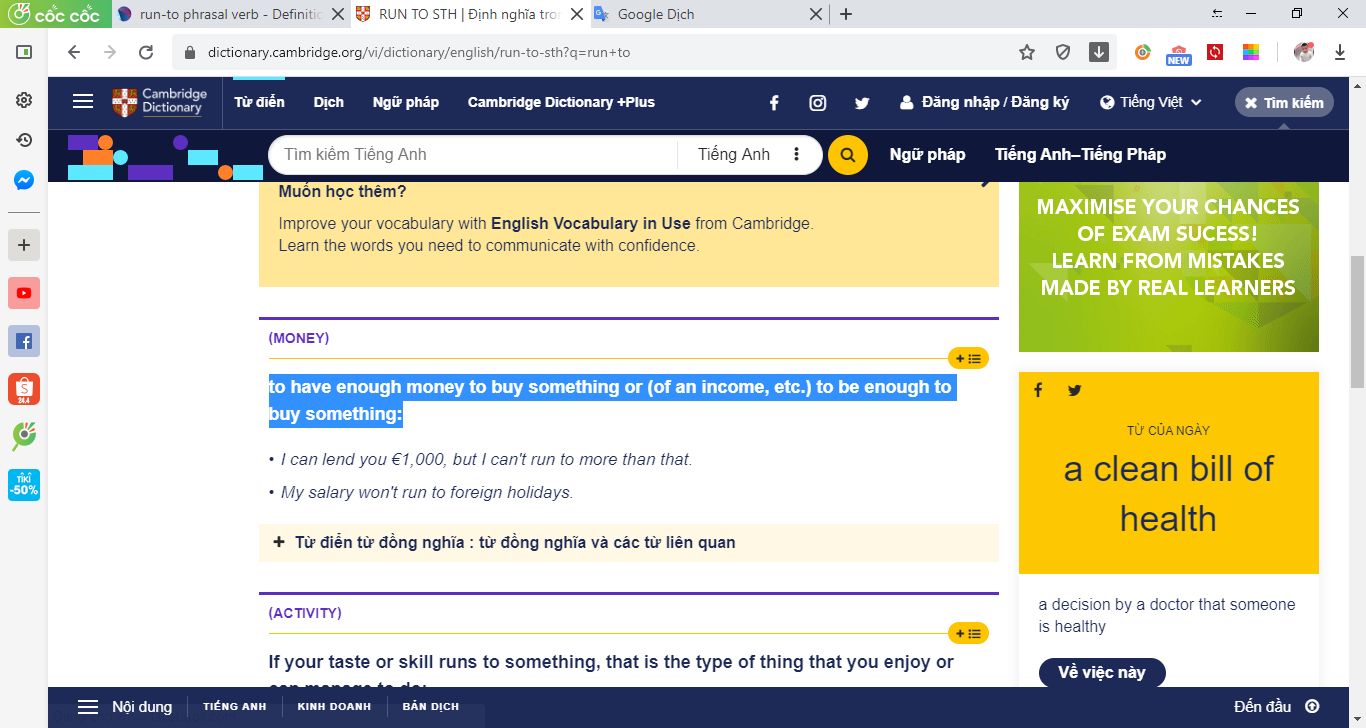 cốc cốc
run-to phrasal verb - Definitio
RUN TO STH | Định nghĩa tron
Google Dịch
dictionary.cambridge.org/vi/dictionary/english/run-to-sth?q=run+to
NEW
Cambridge Dictionary
Từ điển Dịch Ngữ pháp Cambridge Dictionary +Plus
Đăng nhập / Đăng ký
Tiếng Việt
Tìm kiếm
Tìm kiếm Tiếng Anh
Tiếng Anh
Ngữ pháp Tiếng Anh–Tiếng Pháp
Muốn học thêm?
Improve your vocabulary with English Vocabulary in Use from Cambridge.
Learn the words you need to communicate with confidence.
(MONEY)
to have enough money to buy something or (of an income, etc.) to be enough to
buy something:
• I can lend you €1,000, but I can't run to more than that.
• My salary won't run to foreign holidays.
+ Từ điển từ đồng nghĩa : từ đồng nghĩa và các từ liên quan
(ACTIVITY)
If your taste or skill runs to something, that is the type of thing that you enjoy or
can manage to do:
MAXIMISE YOUR CHANCES
OF EXAM SUCESS!
LEARN FROM MISTAKES
MADE BY REAL LEARNERS
TỪ CỦA NGÀY
a clean bill of
health
a decision by a doctor that someone
is healthy
Về việc này
24.4
TIKI
-50%
Nội dung TIẾNG ANH KINH DOANH BẢN DỊCH
Đến đầu